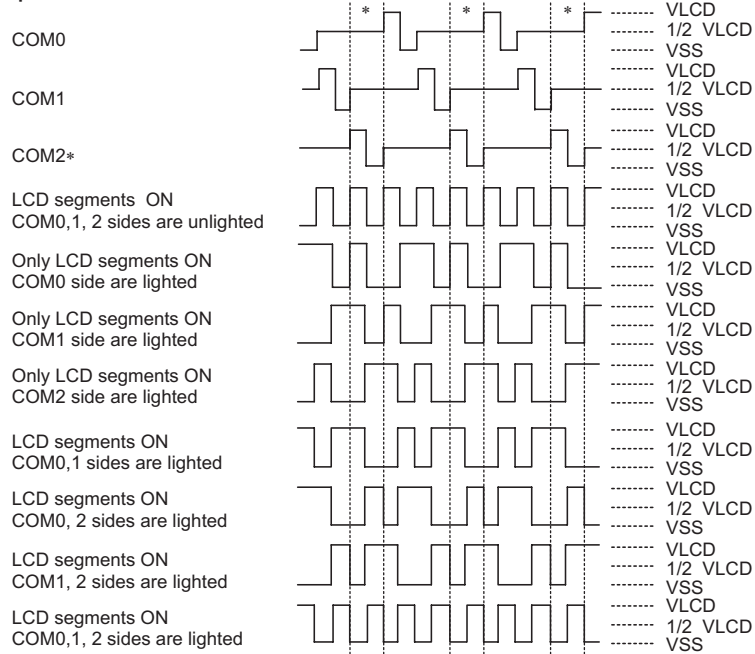 * * *
COM0
VLCD
1/2 VLCD
VSS
COM1
VLCD
1/2 VLCD
VSS
COM2*
VLCD
1/2 VLCD
VSS
LCD segments ON
COM0,1, 2 sides are unlighted
VLCD
1/2 VLCD
VSS
Only LCD segments ON
COM0 side are lighted
VLCD
1/2 VLCD
VSS
Only LCD segments ON
COM1 side are lighted
VLCD
1/2 VLCD
VSS
Only LCD segments ON
COM2 side are lighted
VLCD
1/2 VLCD
VSS
LCD segments ON
COM0,1 sides are lighted
VLCD
1/2 VLCD
VSS
LCD segments ON
COM0, 2 sides are lighted
VLCD
1/2 VLCD
VSS
LCD segments ON
COM1, 2 sides are lighted
VLCD
1/2 VLCD
VSS
LCD segments ON
COM0,1, 2 sides are lighted
VLCD
1/2 VLCD
VSS